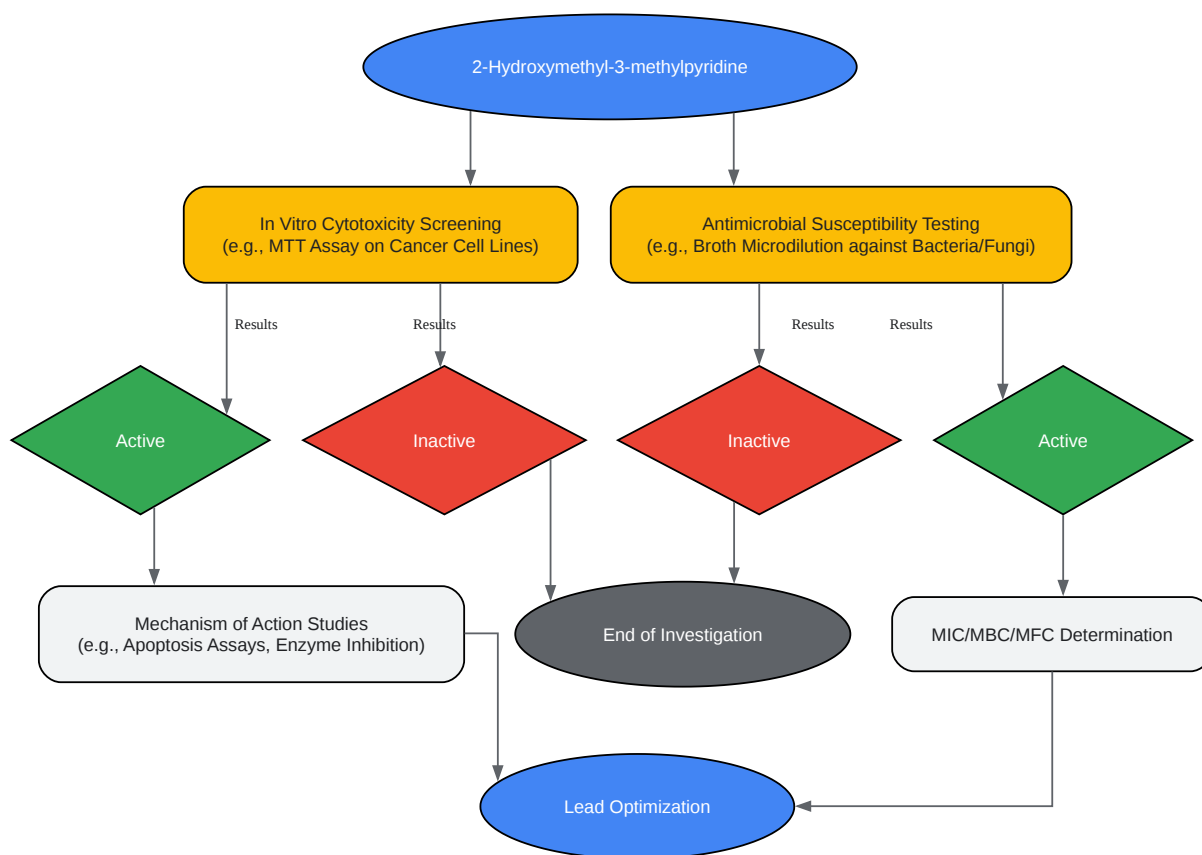 2-Hydroxymethyl-3-methylpyridine
In Vitro Cytotoxicity Screening
(e.g., MTT Assay on Cancer Cell Lines)
Antimicrobial Susceptibility Testing
(e.g., Broth Microdilution against Bacteria/Fungi)
Results
Results
Results
Results
Active
Inactive
Inactive
Active
Mechanism of Action Studies
(e.g., Apoptosis Assays, Enzyme Inhibition)
End of Investigation
MIC/MBC/MFC Determination
Lead Optimization